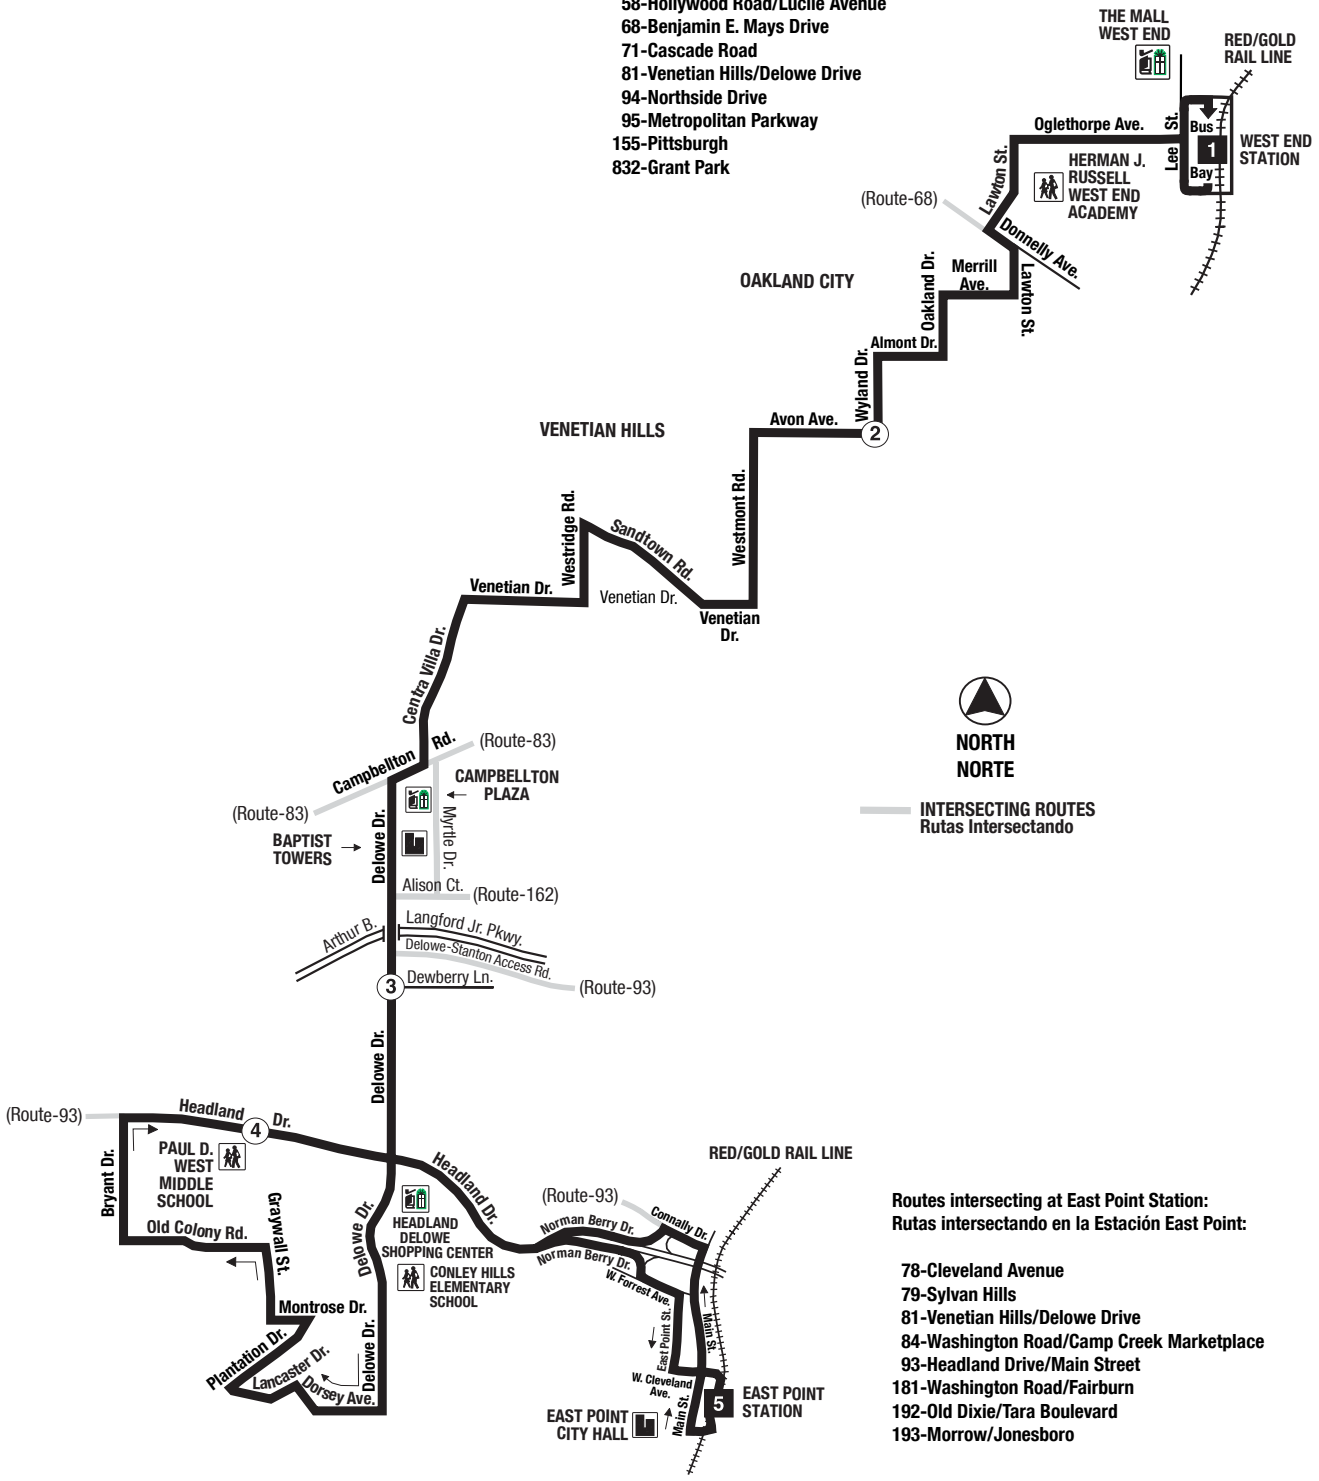 58-Hollywood Road/Lucile Avenue
68-Benjamin E. Mays Drive
71-Cascade Road
81-Venetian Hills/Delowe Drive
94-Northside Drive
95-Metropolitan Parkway
155-Pittsburgh
832-Grant Park
THE MALL
WEST END
RED/GOLD
RAIL LINE
Oglethorpe Ave.
Lee St.
Bus
1
Bay
WEST END
STATION
Lawton St.
HERMAN J.
RUSSELL
WEST END
ACADEMY
(Route-68)
Donnelly Ave.
OAKLAND CITY
Oakland Dr.
Merrill
Ave.
Lawton St.
Almont Dr.
Wyland Dr.
VENETIAN HILLS
Avon Ave.
2
Westmont Rd.
Westridge Rd.
Sandtown Rd.
Venetian Dr.
Venetian Dr.
Venetian
Dr.
Centra Villa Dr.
NORTH
NORTE
Campbellton Rd.
(Route-83)
CAMPBELLTON
PLAZA
(Route-83)
INTERSECTING ROUTES
Rutas Intersectando
BAPTIST
TOWERS
Delowe Dr.
Myrtle Dr.
Alison Ct.
(Route-162)
Arthur B.
Langford Jr. Pkwy.
Delowe-Stanton Access Rd.
3
Dewberry Ln.
(Route-93)
Delowe Dr.
(Route-93)
Headland Dr.
4
PAUL D.
WEST
MIDDLE
SCHOOL
Bryant Dr.
Headland Dr.
RED/GOLD RAIL LINE
Old Colony Rd.
Graywall St.
Delowe Dr.
HEADLAND
DELOWE
SHOPPING CENTER
CONLEY HILLS
ELEMENTARY
SCHOOL
(Route-93)
Connally Dr.
Norman Berry Dr.
Norman Berry Dr.
W. Forrest Ave.
Montrose Dr.
Plantation Dr.
Lancaster Dr.
Dorsey Ave.
Delowe Dr.
East Point St.
Main St.
W. Cleveland
Ave.
Main St.
5
EAST POINT
STATION
EAST POINT
CITY HALL
Routes intersecting at East Point Station:
Rutas intersectando en la Estación East Point:
78-Cleveland Avenue
79-Sylvan Hills
81-Venetian Hills/Delowe Drive
84-Washington Road/Camp Creek Marketplace
93-Headland Drive/Main Street
181-Washington Road/Fairburn
192-Old Dixie/Tara Boulevard
193-Morrow/Jonesboro